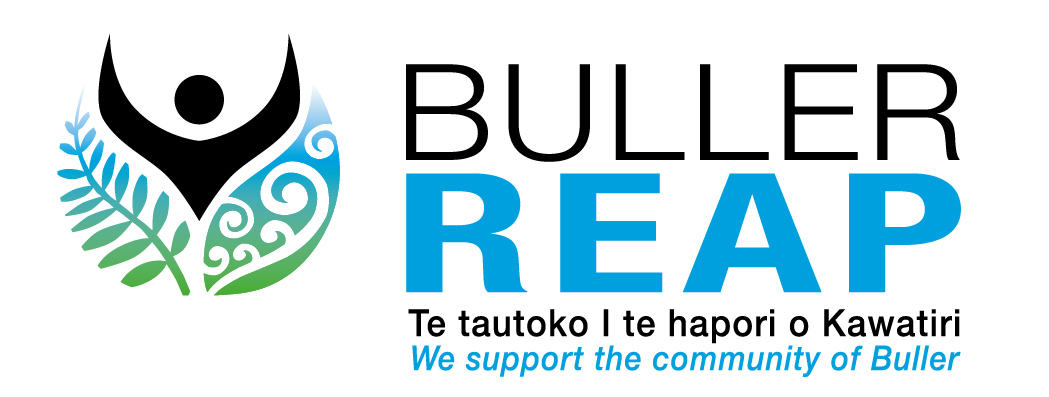 BULLER
REAP
Te tautoko I te hapori o Kawatiri
We support the community of Buller